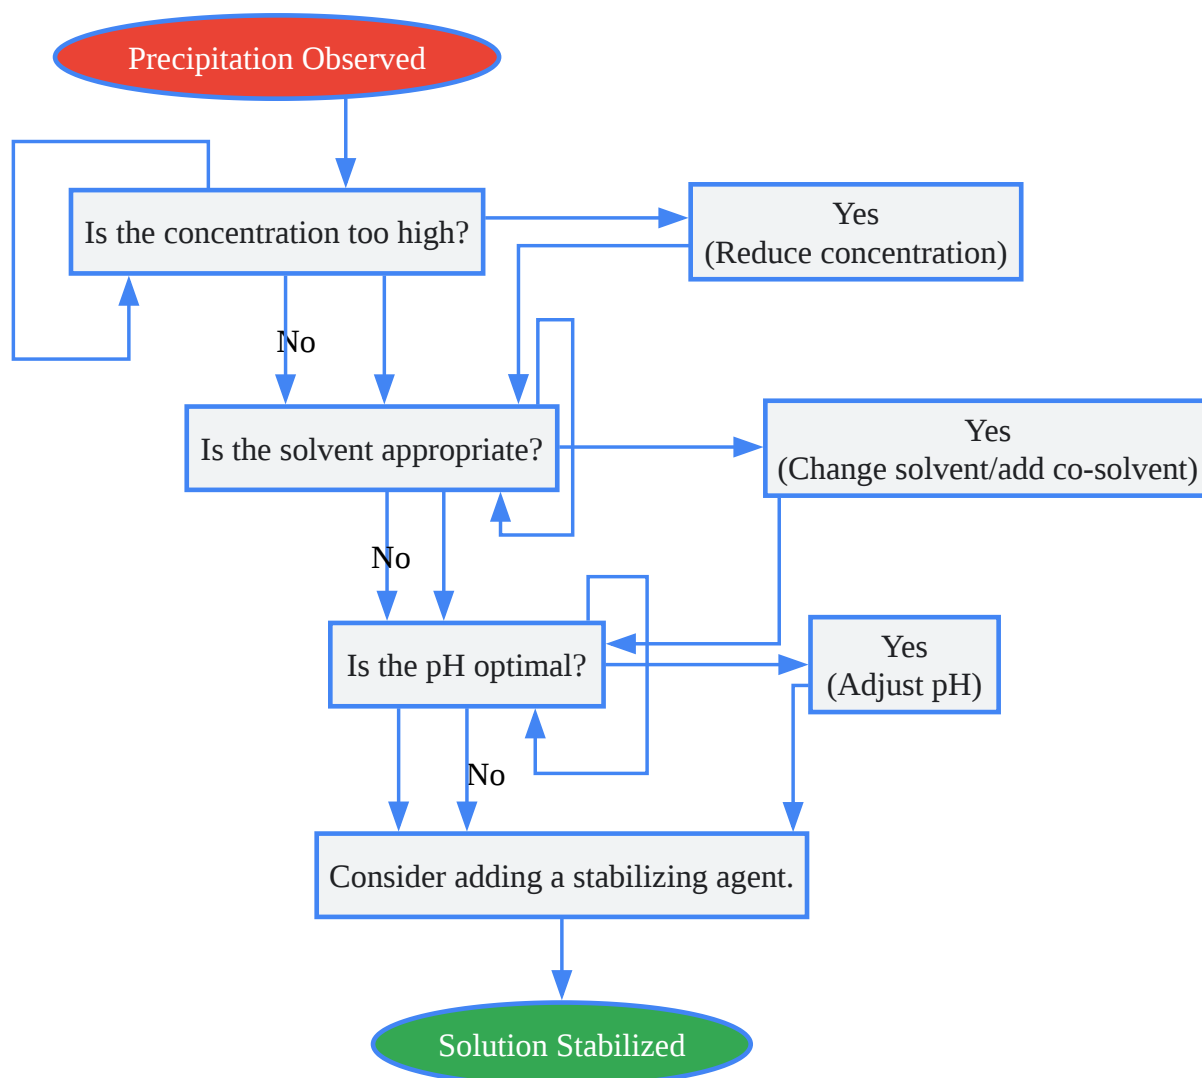 Precipitation Observed
Is the concentration too high?
Yes
(Reduce concentration)
No
Is the solvent appropriate?
Yes
(Change solvent/add co-solvent)
No
Is the pH optimal?
Yes
(Adjust pH)
No
Consider adding a stabilizing agent.
Solution Stabilized